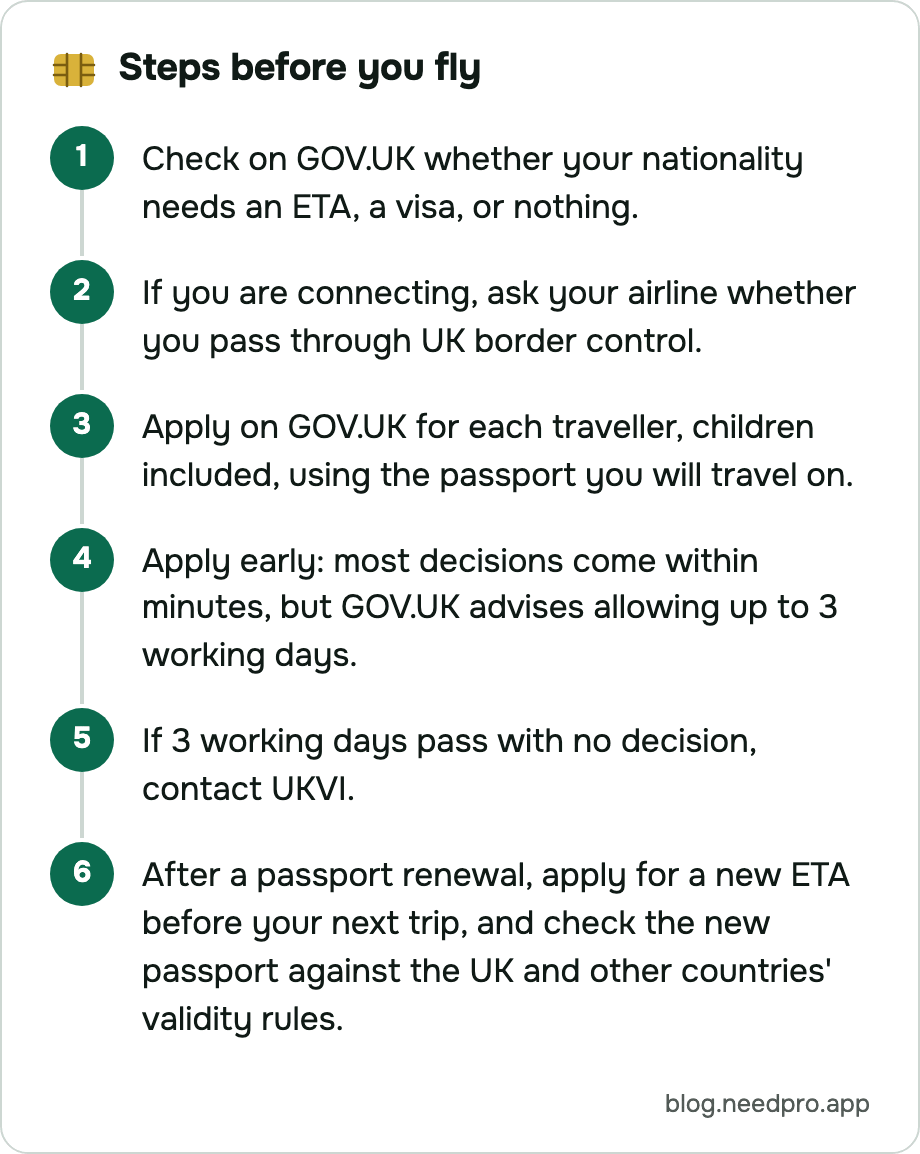 Steps before you fly
1
Check on GOV.UK whether your nationality
needs an ETA, a visa, or nothing.
2
If you are connecting, ask your airline whether
you pass through UK border control.
3
Apply on GOV.UK for each traveller, children
included, using the passport you will travel on.
4
Apply early: most decisions come within
minutes, but GOV.UK advises allowing up to 3
working days.
5
If 3 working days pass with no decision,
contact UKVI.
6
After a passport renewal, apply for a new ETA
before your next trip, and check the new
passport against the UK and other countries'
validity rules.
blog.needpro.app